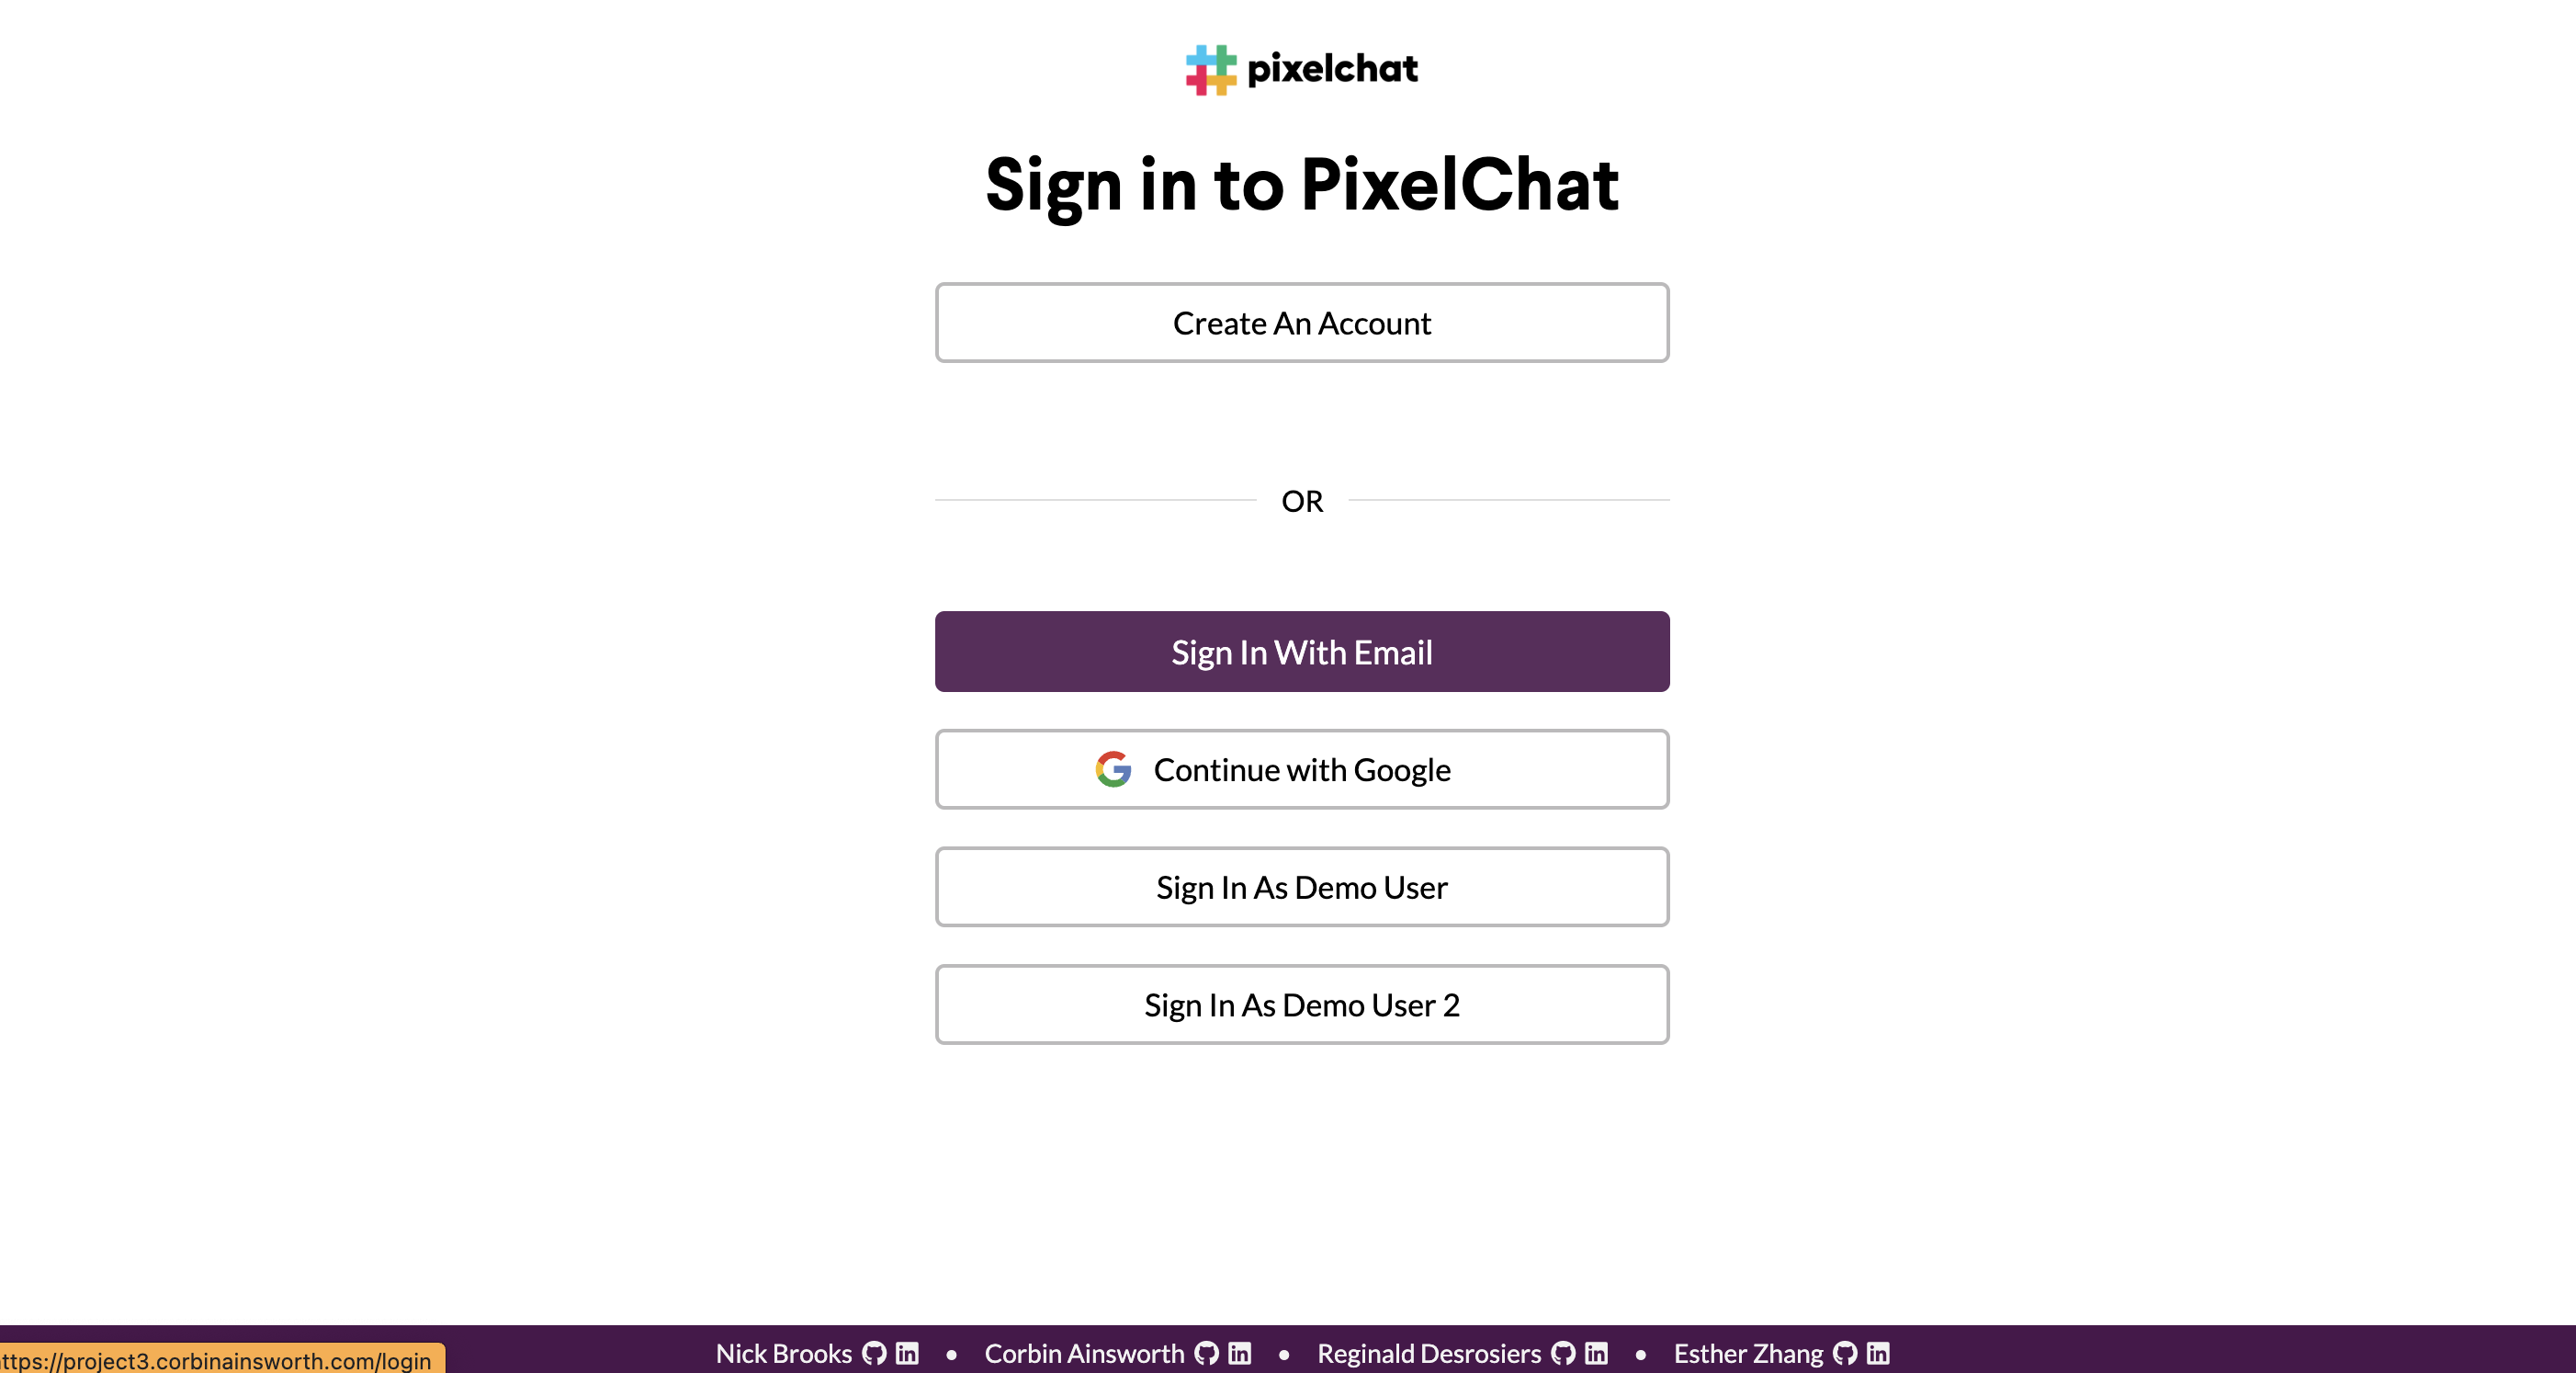 pixelchat
Sign in to PixelChat
Create An Account
OR
Sign In With Email
Continue with Google
Sign In As Demo User
Sign In As Demo User 2
Nick Brooks • Corbin Ainsworth • Reginald Desrosiers • Esther Zhang
ttps://project3.corbinainsworth.com/login